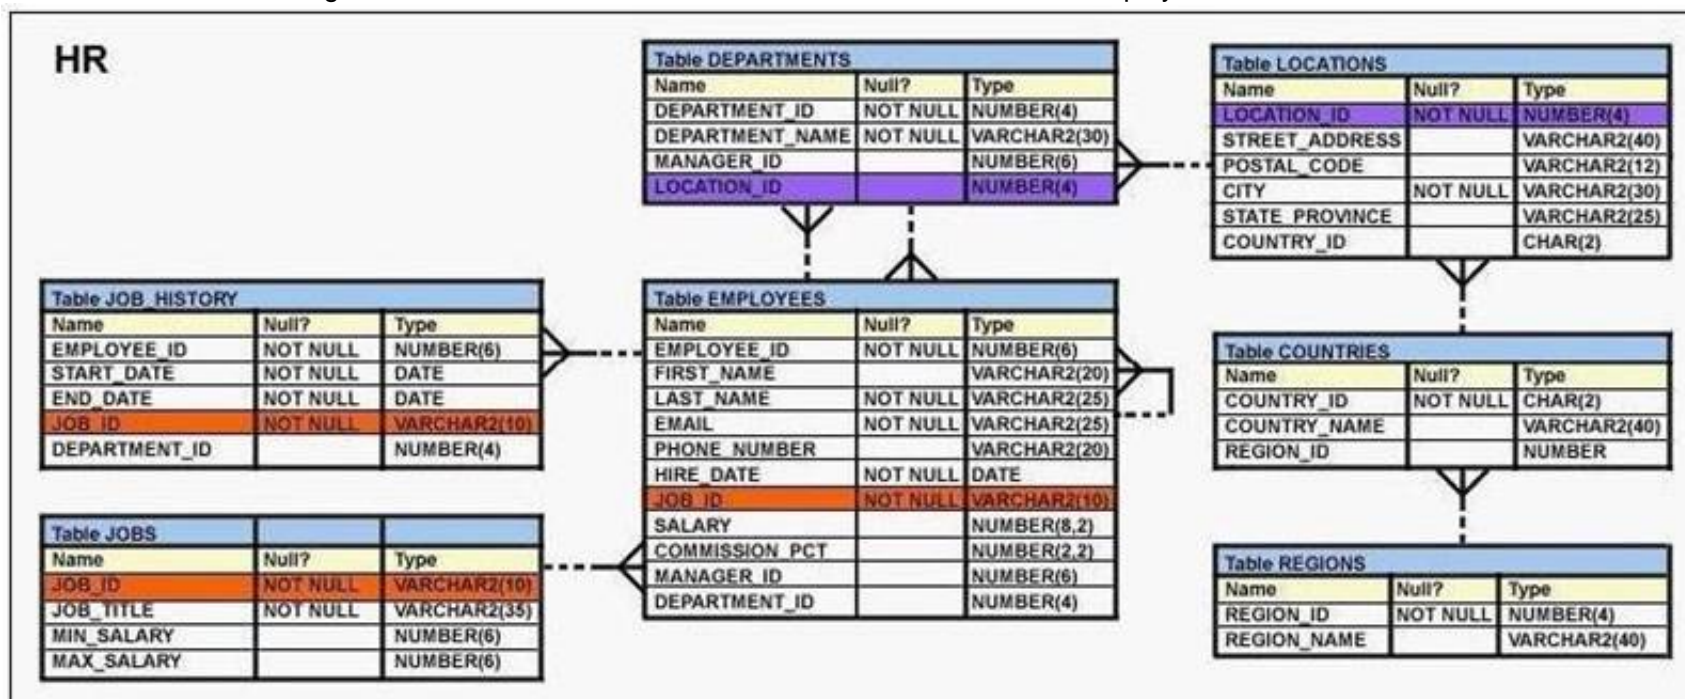 HR
Table DEPARTMENTS
Name Null? Type
DEPARTMENT_ID NOT NULL NUMBER(4)
DEPARTMENT_NAME NOT NULL VARCHAR2(30)
MANAGER_ID NUMBER(6)
LOCATION_ID NUMBER(4)
Table LOCATIONS
Name Null? Type
LOCATION_ID NOT NULL NUMBER(4)
STREET_ADDRESS VARCHAR2(40)
POSTAL_CODE VARCHAR2(12)
CITY NOT NULL VARCHAR2(30)
STATE_PROVINCE VARCHAR2(25)
COUNTRY_ID CHAR(2)
Table JOB_HISTORY
Name Null? Type
EMPLOYEE_ID NOT NULL NUMBER(6)
START_DATE NOT NULL DATE
END_DATE NOT NULL DATE
JOB_ID NOT NULL VARCHAR2(10)
DEPARTMENT_ID NUMBER(4)
Table EMPLOYEES
Name Null? Type
EMPLOYEE_ID NOT NULL NUMBER(6)
FIRST_NAME VARCHAR2(20)
LAST_NAME NOT NULL VARCHAR2(25)
EMAIL NOT NULL VARCHAR2(25)
PHONE_NUMBER VARCHAR2(20)
HIRE_DATE NOT NULL DATE
JOB_ID NOT NULL VARCHAR2(10)
SALARY NUMBER(8,2)
COMMISSION_PCT NUMBER(2,2)
MANAGER_ID NUMBER(6)
DEPARTMENT_ID NUMBER(4)
Table COUNTRIES
Name Null? Type
COUNTRY_ID NOT NULL CHAR(2)
COUNTRY_NAME VARCHAR2(40)
REGION_ID NUMBER
Table JOBS
Name Null? Type
JOB_ID NOT NULL VARCHAR2(10)
JOB_TITLE NOT NULL VARCHAR2(35)
MIN_SALARY NUMBER(6)
MAX_SALARY NUMBER(6)
Table REGIONS
Name Null? Type
REGION_ID NOT NULL NUMBER(4)
REGION_NAME VARCHAR2(40)